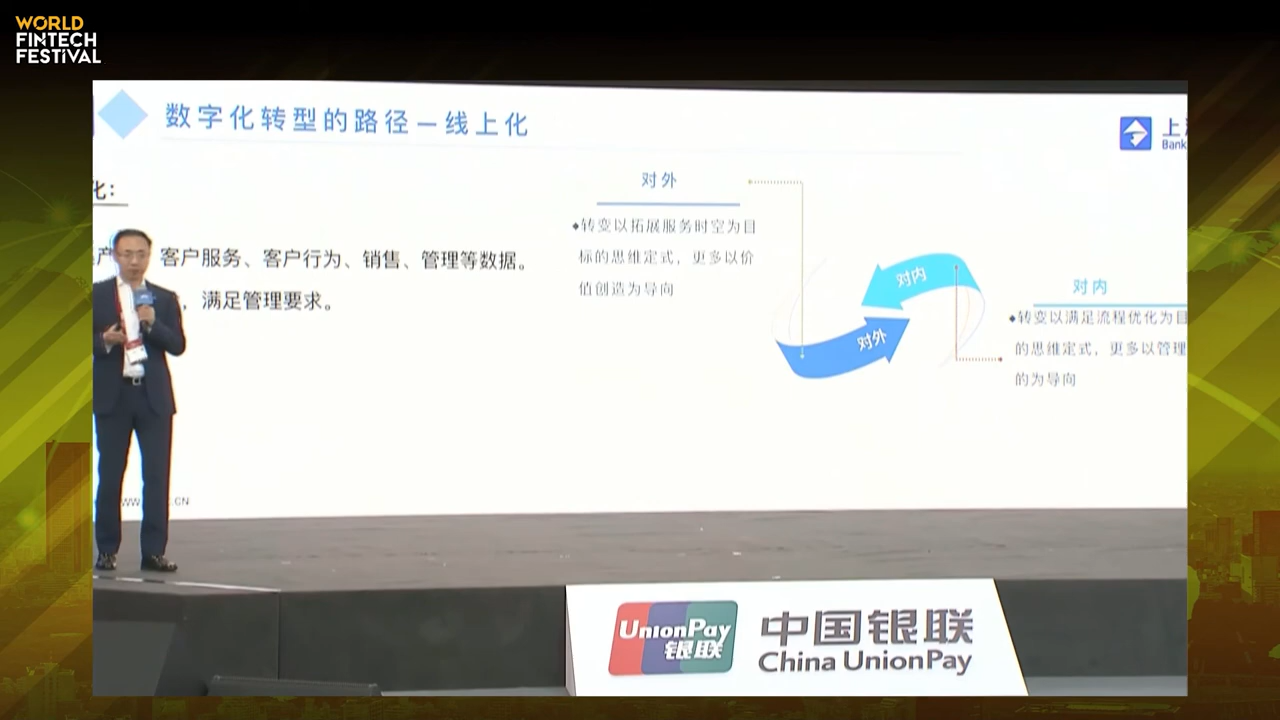 WORLD
FINTECH
FESTIVAL
数字化转型的路径—线上化
上
Bank
化：
客户服务、客户行为、销售、管理等数据。
，满足管理要求。
对外
◆转变以拓展服务时空为目
标的思维定式，更多以价
值创造为导向
对内
对外
对内
◆转变以满足流程优化为目
的思维定式，更多以管理
的为导向
.CN
UnionPay
银联
中国银联
China UnionPay